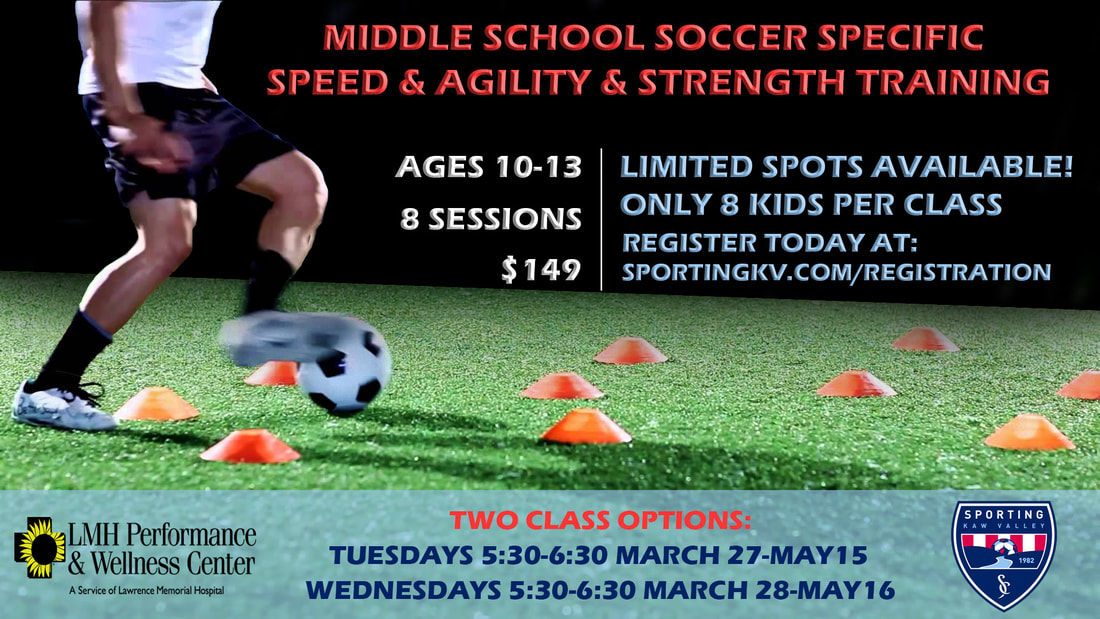 MIDDLE SCHOOL SOCCER SPECIFIC
SPEED & AGILITY & STRENGTH TRAINING
AGES 10-13
8 SESSIONS
$149
LIMITED SPOTS AVAILABLE!
ONLY 8 KIDS PER CLASS
REGISTER TODAY AT:
SPORTINGKV.COM/REGISTRATION
LMH Performance
& Wellness Center
A Service of Lawrence Memorial Hospital
TWO CLASS OPTIONS:
TUESDAYS 5:30-6:30 MARCH 27-MAY15
WEDNESDAYS 5:30-6:30 MARCH 28-MAY16
SPORTING
KAW VALLEY
1982